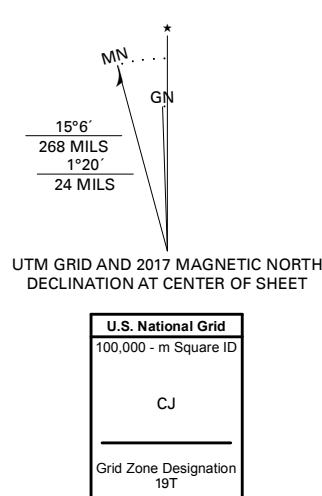 ★
MN
GN
15°6´
268 MILS
1°20´
24 MILS
UTM GRID AND 2017 MAGNETIC NORTH
DECLINATION AT CENTER OF SHEET
U.S. National Grid
100,000 - m Square ID
CJ
Grid Zone Designation
19T